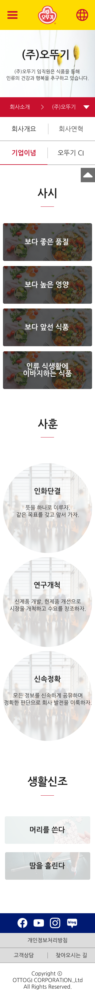 오뚜기
(주)오뚜기
(주)오뚜기 임직원은 식품을 통해
인류의 건강과 행복을 추구하고 있습니다.
회사소개 > (주)오뚜기
회사개요 회사연혁
기업이념 오뚜기 CI
사시
보다 좋은 품질
보다 높은 영양
보다 앞선 식품
인류 식생활에
이바지하는 식품
사훈
인화단결
뜻을 하나로 이루자.
같은 목표를 갖고 앞서 가자.
연구개척
신제품 개발, 현제품 개선으로
시장을 개척하고 수요를 창조하자.
신속정확
모든 정보를 신속하게 공유하며
정확한 판단으로 회사 발전을 이룩하자.
생활신조
머리를 쓴다
땀을 흘린다
blog
개인정보처리방침
고객상담 찾아오시는 길
Copyright ⓒ
OTTOGI CORPORATION.,Ltd
All Rights Reserved.